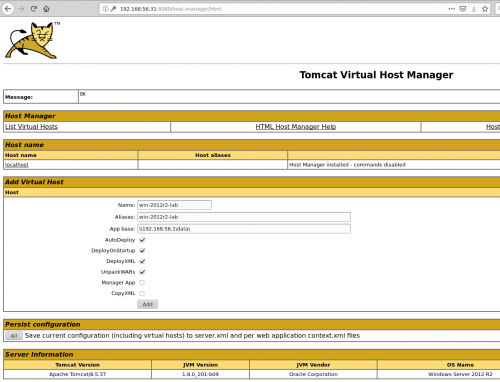 192.168.56.31:8080/host-manager/html
TM
Tomcat Virtual Host Manager
Message: OK
Host Manager
List Virtual Hosts HTML Host Manager Help Host
Host name
Host name Host aliases
localhost Host Manager installed - commands disabled
Add Virtual Host
Host
Name: win-2012r2-lab
Aliases: win-2012r2-lab
App base: \\192.168.56.1\data\
AutoDeploy
DeployOnStartup
DeployXML
UnpackWARs
Manager App
CopyXML
Add
Persist configuration
All Save current configuration (including virtual hosts) to server.xml and per web application context.xml files
Server Information
Tomcat Version JVM Version JVM Vendor OS Name
Apache Tomcat/8.5.37 1.8.0_201-b09 Oracle Corporation Windows Server 2012 R2